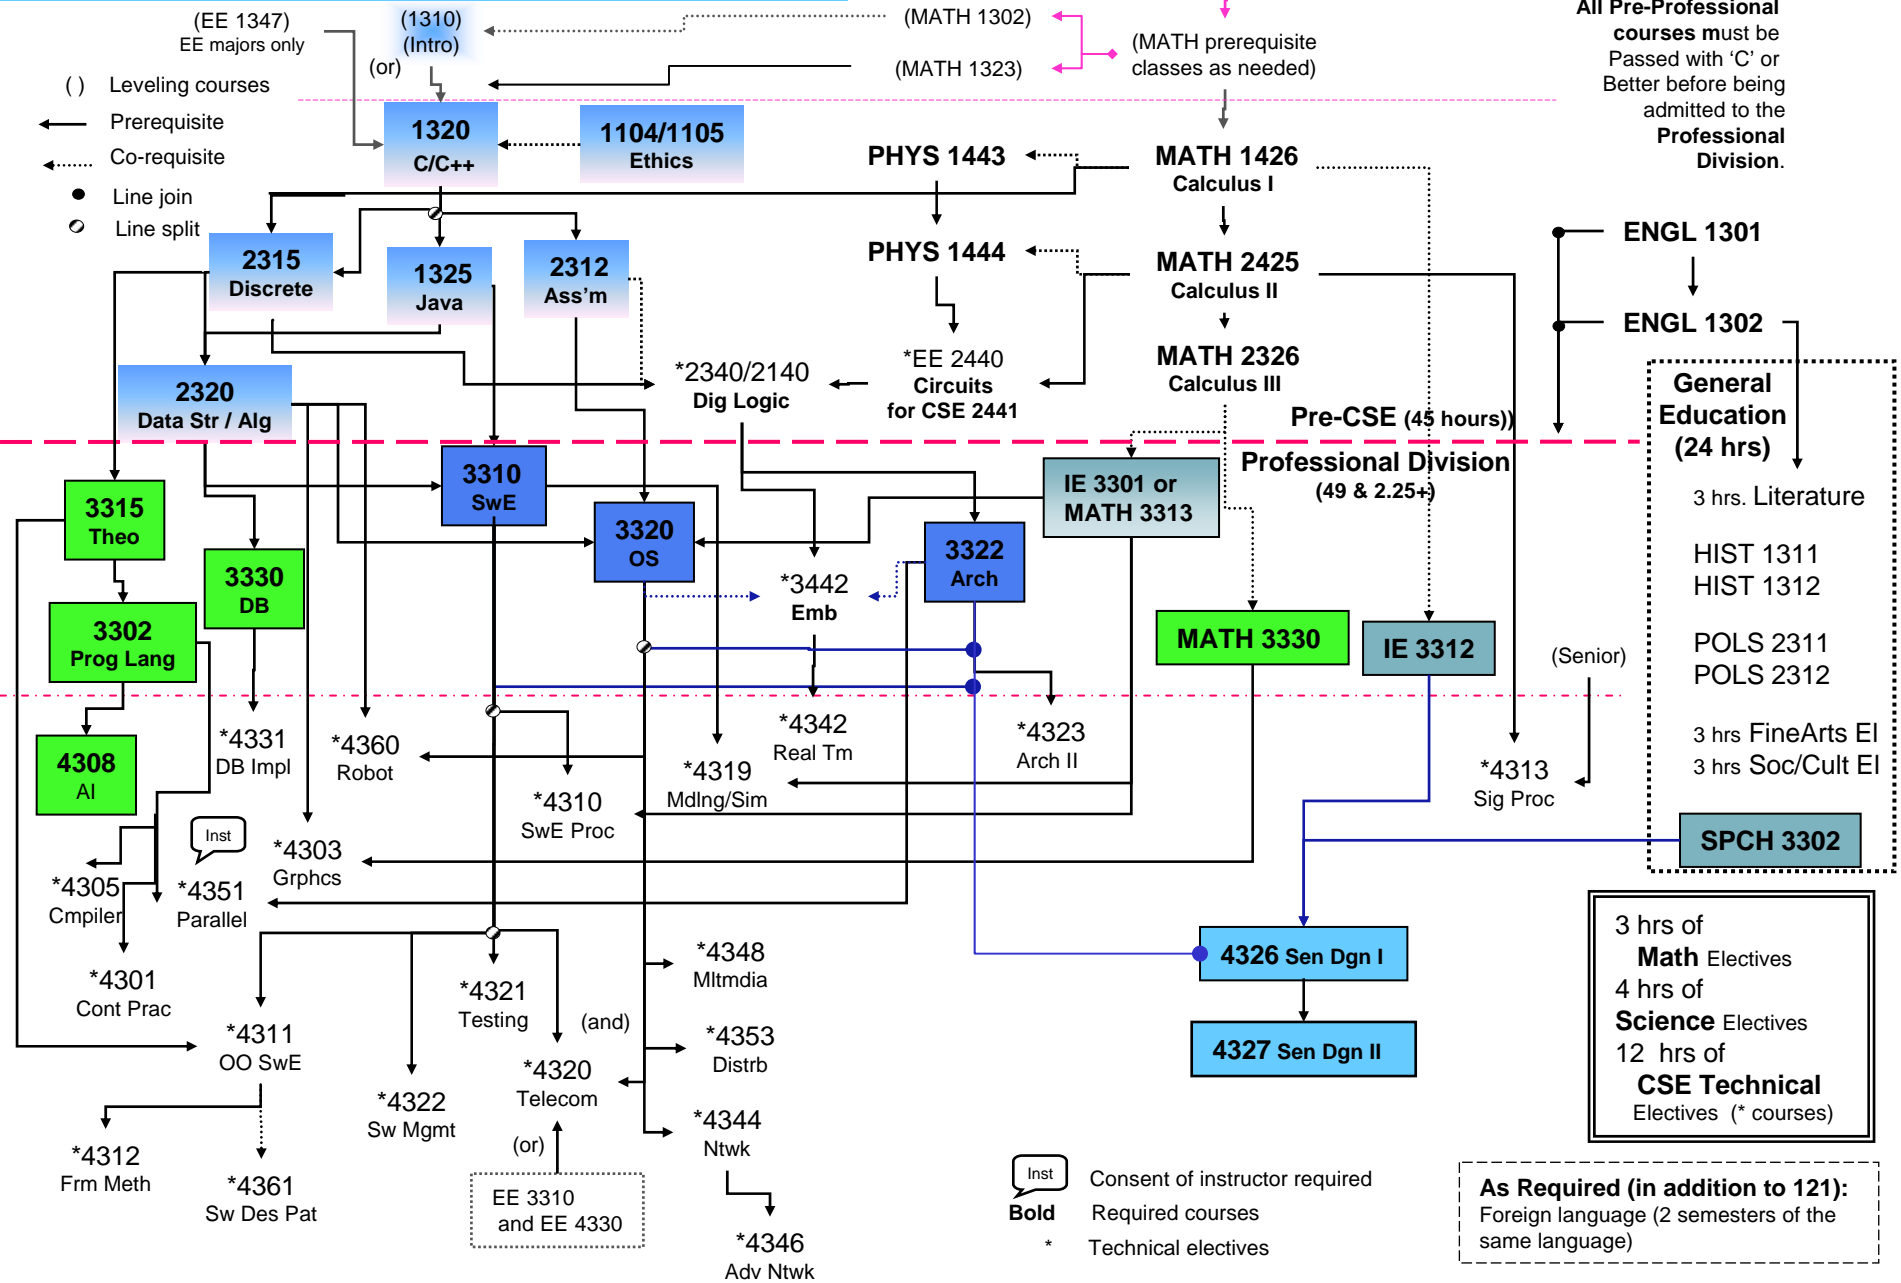 (EE 1347)
EE majors only
(1310)
(Intro)
(or)
(MATH 1302)
(MATH 1323)
(MATH prerequisite
classes as needed)
All Pre-Professional
courses must be
Passed with ‘C’ or
Better before being
admitted to the
Professional
Division.
( ) Leveling courses
Prerequisite
Co-requisite
Line join
Line split
1320
C/C++
1104/1105
Ethics
PHYS 1443
MATH 1426
Calculus I
2315
Discrete
1325
Java
2312
Ass’m
PHYS 1444
MATH 2425
Calculus II
ENGL 1301
ENGL 1302
2320
Data Str / Alg
*2340/2140
Dig Logic
*EE 2440
Circuits
for CSE 2441
MATH 2326
Calculus III
Pre-CSE (45 hours))
Professional Division
(49 & 2.25+)
General
Education
(24 hrs)
3 hrs. Literature
HIST 1311
HIST 1312
POLS 2311
POLS 2312
3 hrs FineArts El
3 hrs Soc/Cult El
SPCH 3302
3315
Theo
3310
SwE
3320
OS
IE 3301 or
MATH 3313
3322
Arch
3330
DB
3302
Prog Lang
*3442
Emb
MATH 3330
IE 3312
(Senior)
4308
AI
*4331
DB Impl
*4360
Robot
*4310
SwE Proc
*4319
Mdlng/Sim
*4342
Real Tm
*4323
Arch II
*4313
Sig Proc
Inst
*4303
Grphcs
*4305
Cmpiler
*4351
Parallel
*4301
Cont Prac
*4311
OO SwE
*4321
Testing
(and)
*4348
Mltmdia
*4353
Distrb
*4320
Telecom
*4322
Sw Mgmt
(or)
*4344
Ntwk
*4312
Frm Meth
*4361
Sw Des Pat
EE 3310
and EE 4330
*4346
Adv Ntwk
4326 Sen Dgn I
4327 Sen Dgn II
3 hrs of
Math Electives
4 hrs of
Science Electives
12 hrs of
CSE Technical
Electives (* courses)
Inst Consent of instructor required
Bold Required courses
* Technical electives
As Required (in addition to 121):
Foreign language (2 semesters of the
same language)